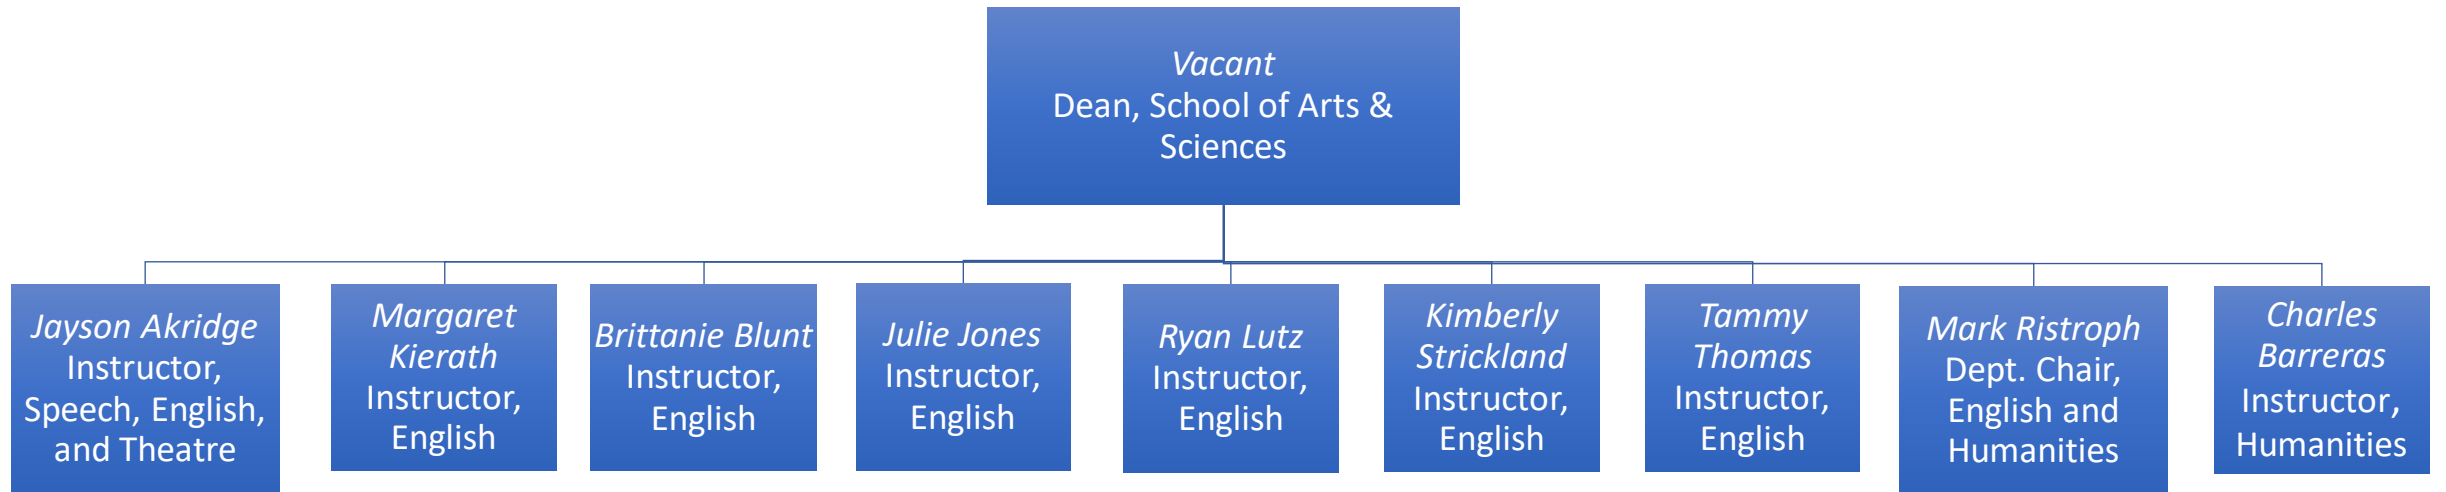 Vacant
Dean, School of Arts &
Sciences
Jayson Akridge
Instructor,
Speech, English,
and Theatre
Margaret
Kierath
Instructor,
English
Brittanie Blunt
Instructor,
English
Julie Jones
Instructor,
English
Ryan Lutz
Instructor,
English
Kimberly
Strickland
Instructor,
English
Tammy
Thomas
Instructor,
English
Mark Ristroph
Dept. Chair,
English and
Humanities
Charles
Barreras
Instructor,
Humanities